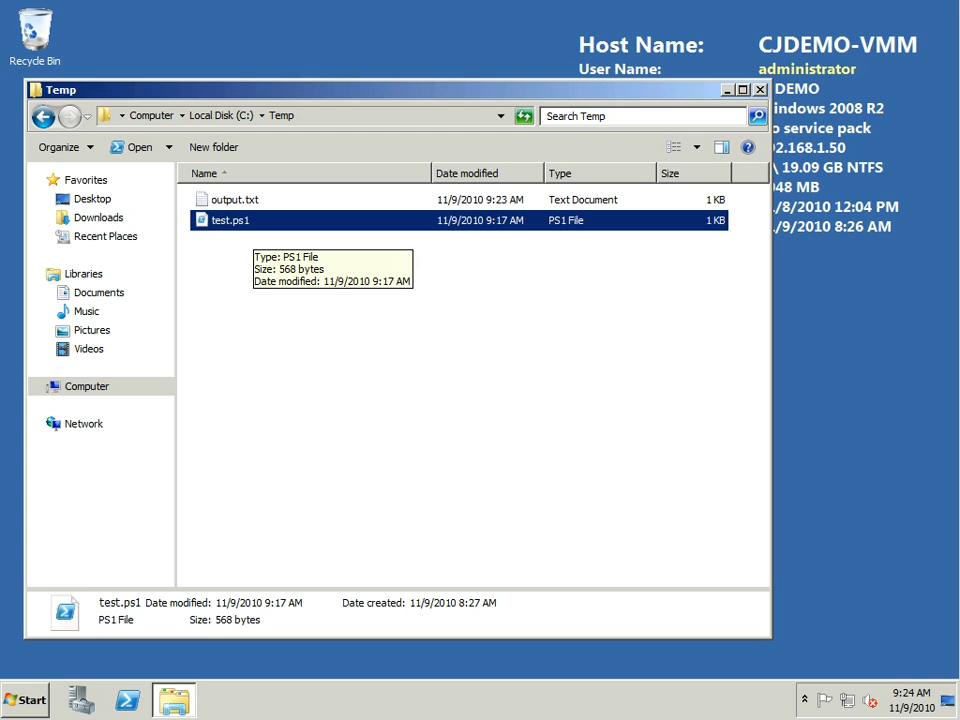 Recycle Bin
Host Name: CJDEMO-VMM
User Name: administrator
DEMO
indows 2008 R2
o service pack
92.168.1.50
\ 19.09 GB NTFS
048 MB
/8/2010 12:04 PM
/9/2010 8:26 AM
Temp
Computer Local Disk (C:) Temp
Search Temp
Organize Open New folder
Name Date modified Type Size
output.txt 11/9/2010 9:23 AM Text Document 1 KB
test.ps1 11/9/2010 9:17 AM PS1 File 1 KB
Type: PS1 File
Size: 568 bytes
Date modified: 11/9/2010 9:17 AM
Favorites
Desktop
Downloads
Recent Places
Libraries
Documents
Music
Pictures
Videos
Computer
Network
test.ps1 Date modified: 11/9/2010 9:17 AM Date created: 11/9/2010 8:27 AM
PS1 File Size: 568 bytes
Start
9:24 AM
11/9/2010